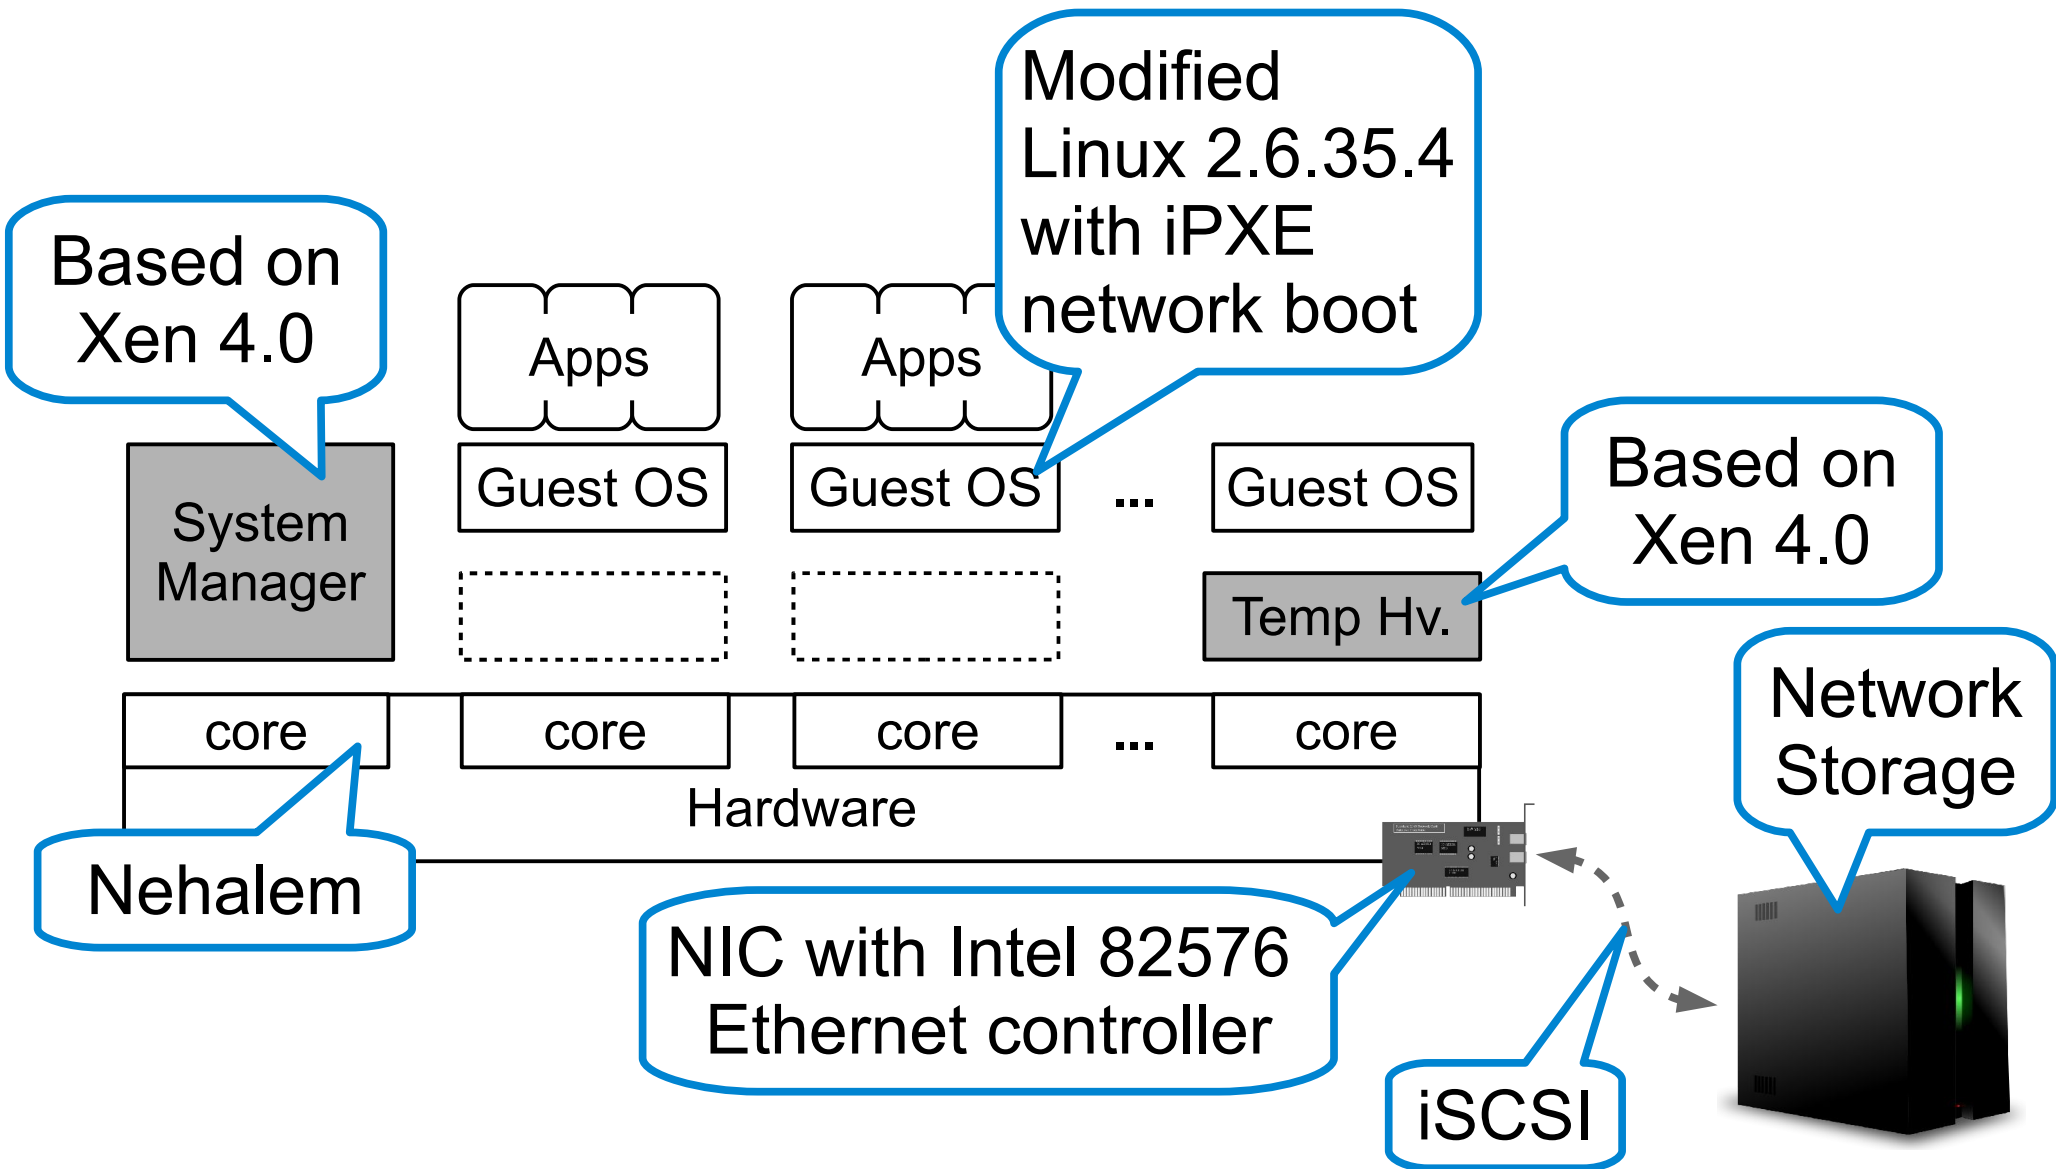 Modified
Linux 2.6.35.4
with iPXE
network boot
Based on
Xen 4.0
Apps
Apps
Based on
Xen 4.0
System
Manager
Guest OS
Guest OS
...
Guest OS
Temp Hv.
Network
Storage
core
core
core
...
core
Hardware
Nehalem
NIC with Intel 82576
Ethernet controller
iSCSI